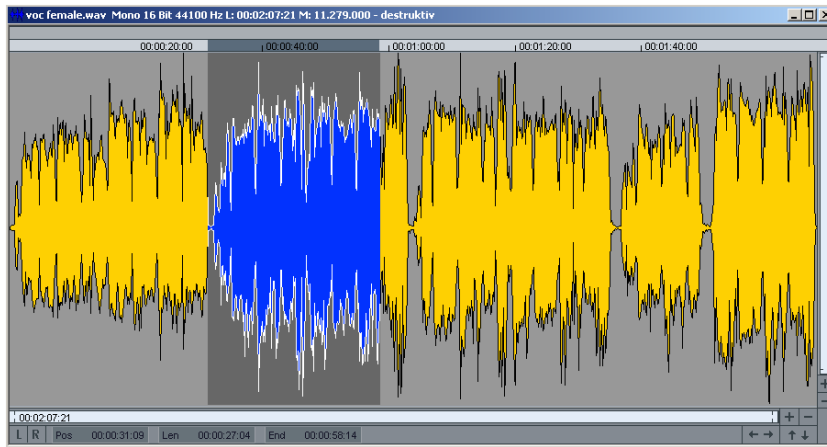 voc female.wav Mono 16 Bit 44100 Hz L: 00:02:07:21 M: 11.279.000 - destruktiv
00:00:20:00 00:00:40:00 00:01:00:00 00:01:20:00 00:01:40:00
00:02:07:21
L R Pos 00:00:31:09 Len 00:00:27:04 End 00:00:58:14